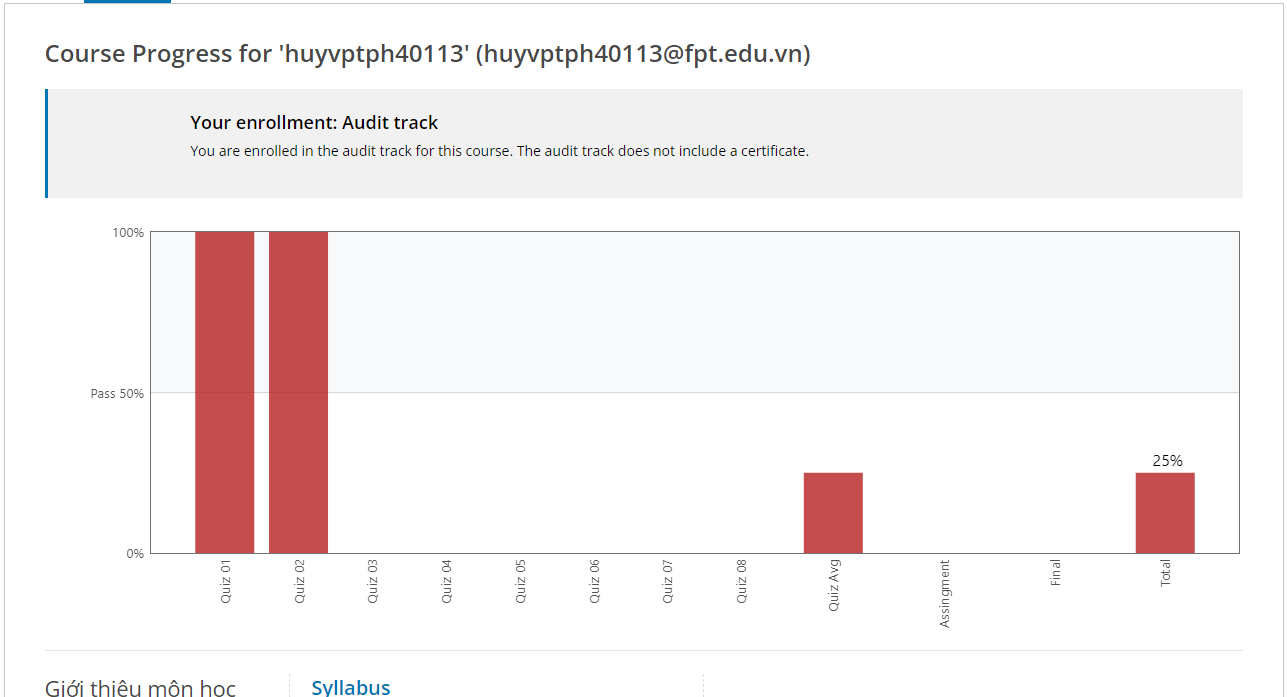 Course Progress for 'huyvptph40113' (huyvptph40113@fpt.edu.vn)
Your enrollment: Audit track
You are enrolled in the audit track for this course. The audit track does not include a certificate.
100%
Pass 50%
0%
25%
Quiz 01
Quiz 02
Quiz 03
Quiz 04
Quiz 05
Quiz 06
Quiz 07
Quiz 08
Quiz Avg
Assingment
Final
Total
Giới thiệu môn học
Syllabus